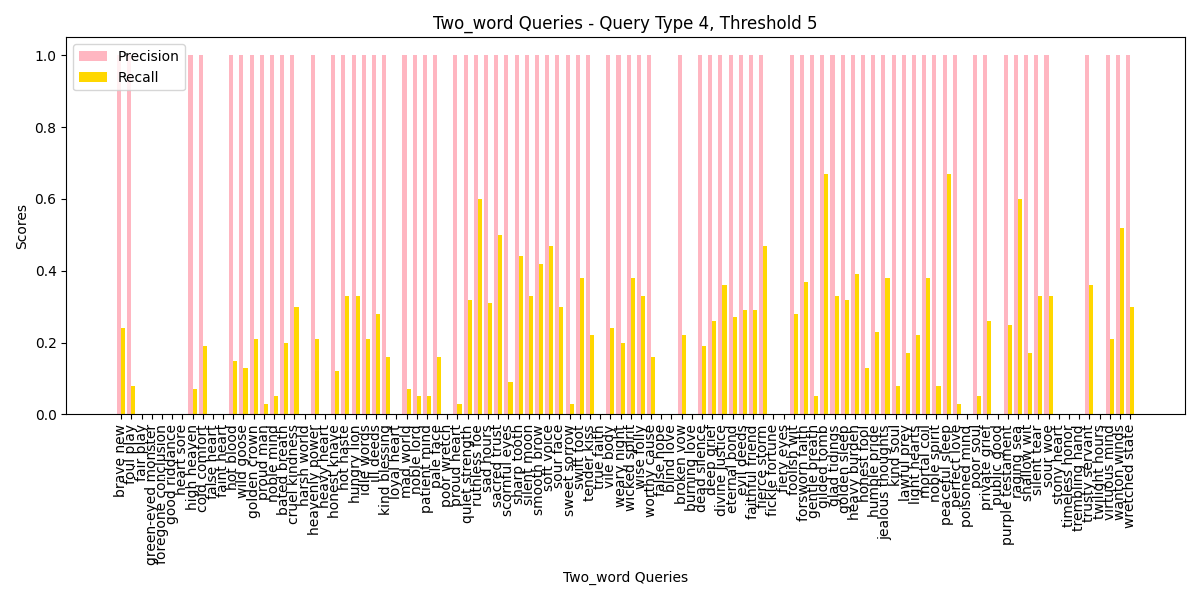 Two_word Queries - Query Type 4, Threshold 5
Precision
Recall
Scores
1.0
0.8
0.6
0.4
0.2
0.0
brave new
foul play
fair play
green-eyed monster
foregone conclusion
good riddance
heart sore
high heaven
cold comfort
false heart
faint heart
hot blood
wild goose
golden crown
proud man
noble mind
bated breath
cruel kindness
harsh world
heavenly power
heavy heart
honest knave
hot haste
hungry lion
idle words
ill deeds
kind blessing
loyal heart
mad world
noble lord
patient mind
pale face
poor wretch
proud heart
quiet strength
ruthless foe
sad hours
sacred trust
scornful eyes
sharp tooth
silent moon
smooth brow
soft voice
sour face
sweet sorrow
swift foot
tender kiss
true faith
vile body
weary night
wicked spirit
wise folly
worthy cause
false hope
blind love
broken vow
burning love
dead silence
deep grief
divine justice
eternal bond
evil deeds
faithful friend
fierce storm
fickle fortune
fiery eyes
foolish wit
forsworn faith
gentle breath
gilded tomb
glad tidings
golden sleep
heavy burden
honest fool
humble pride
jealous thoughts
kind soul
lawful prey
light hearts
mortal coil
noble spirit
peaceful sleep
perfect love
poisoned mind
poor soul
private grief
public good
purple testament
raging sea
shallow wit
silent tear
sour woe
stony heart
timeless honor
trembling hand
trusty servant
twilight hours
virtuous mind
wanton wind
wretched state
Two_word Queries